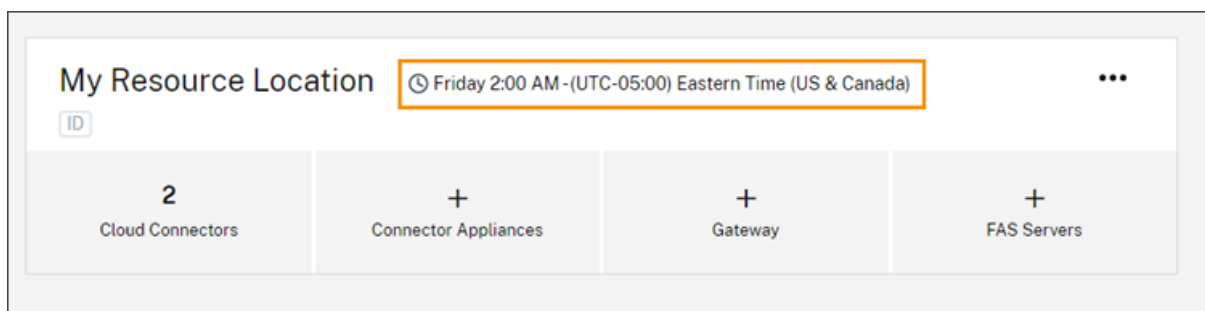 My Resource Location
Friday 2:00 AM - (UTC-05:00) Eastern Time (US & Canada)
ID
2
Cloud Connectors
+
Connector Appliances
+
Gateway
+
FAS Servers